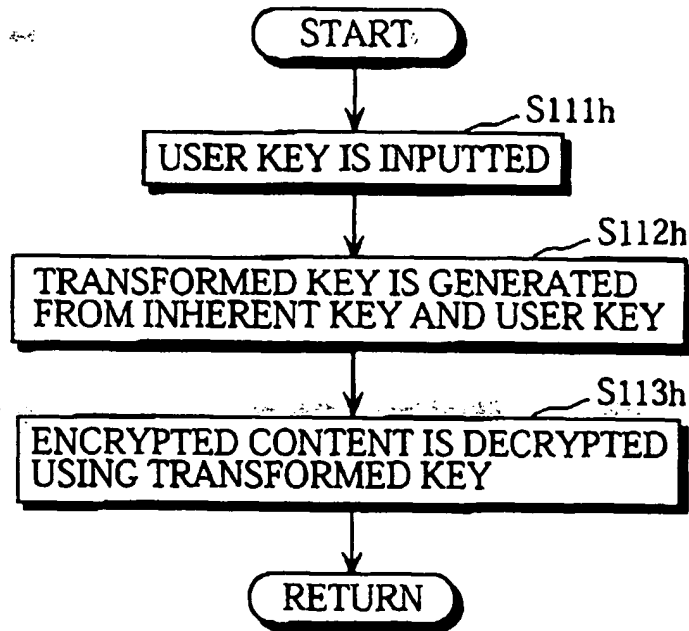 START
S111h
USER KEY IS INPUTTED
S112h
TRANSFORMED KEY IS GENERATED
FROM INHERENT KEY AND USER KEY
S113h
ENCRYPTED CONTENT IS DECRYPTED
USING TRANSFORMED KEY
RETURN